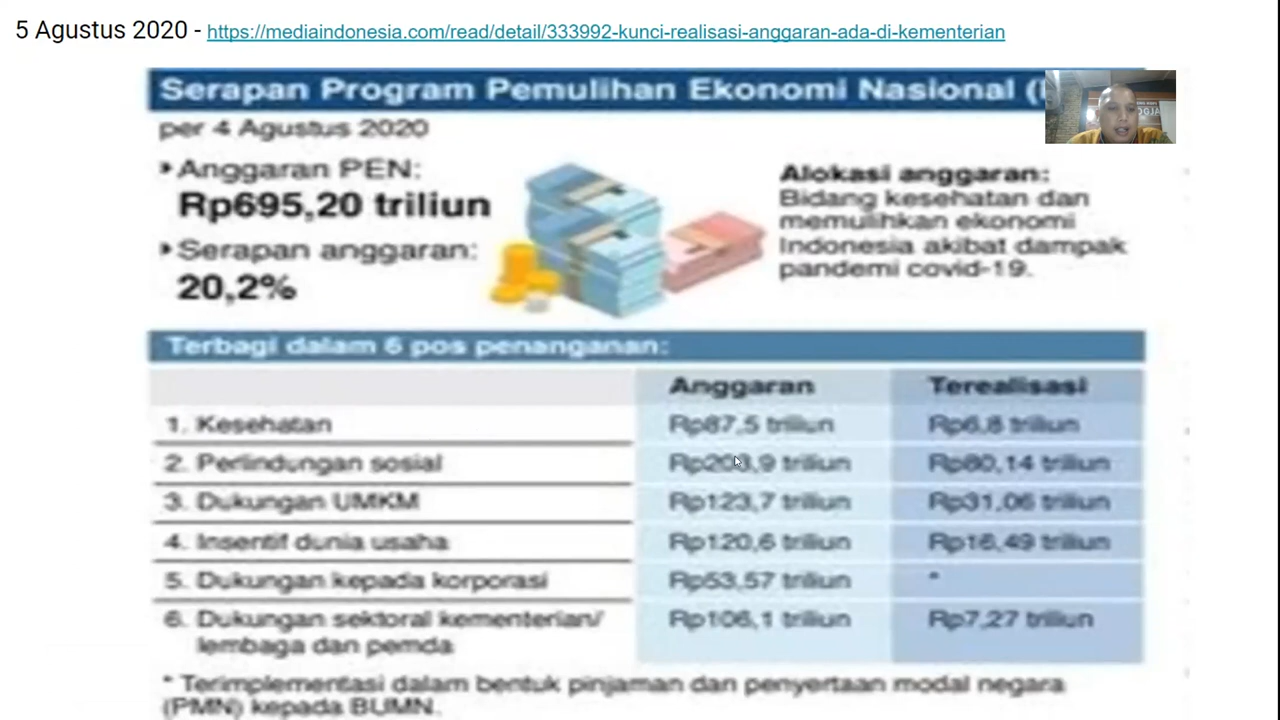 5 Agustus 2020 - https://mediaindonesia.com/read/detail/333992-kunci-realisasi-anggaran-ada-di-kementerian
Serapan Program Pemulihan Ekonomi Nasional (
per 4 Agustus 2020
Anggaran PEN:
Rp695,20 triliun
Serapan anggaran:
20,2%
Alokasi anggaran:
Bidang kesehatan dan
memulihkan ekonomi
Indonesia akibat dampak
pandemi covid-19.
Terbagi dalam 6 pos penanganan:
Anggaran Terealisasi
1. Kesehatan Rp87,5 triliun Rp6,8 triliun
2. Perlindungan sosial Rp203,9 triliun Rp80,14 triliun
3. Dukungan UMKM Rp123,7 triliun Rp31,06 triliun
4. Insentif dunia usaha Rp120,6 triliun Rp16,49 triliun
5. Dukungan kepada korporasi Rp53,57 triliun *
6. Dukungan sektoral kementerian/ Rp106,1 triliun Rp7,27 triliun
lembaga dan pemda
* Terimplementasi dalam bentuk pinjaman dan penyertaan modal negara
(PMN) kepada BUMN.